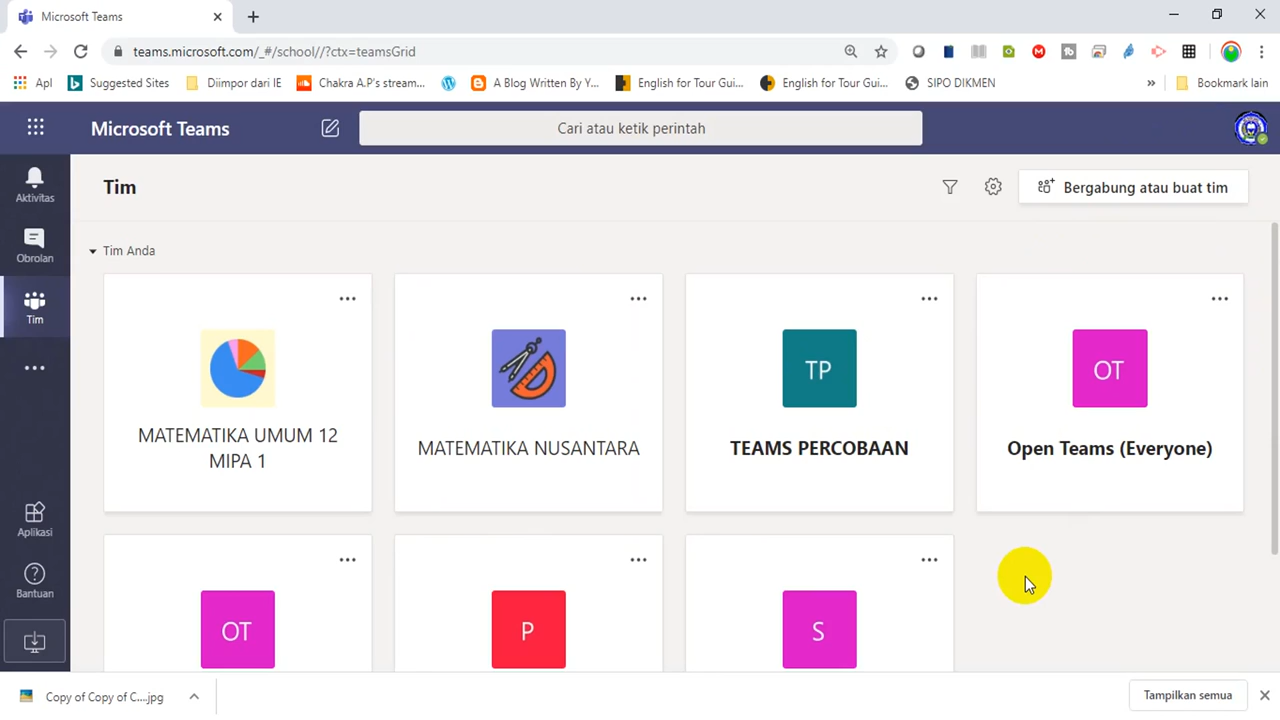 Microsoft Teams
teams.microsoft.com/_#/school//?ctx=teamsGrid
Apl
Suggested Sites
Diimpor dari IE
Chakra A.P's stream...
A Blog Written By Y...
English for Tour Gui...
English for Tour Gui...
SIPO DIKMEN
»
Bookmark lain
Microsoft Teams
Cari atau ketik perintah
Aktivitas
Obrolan
Tim
Aplikasi
Bantuan
Tim
Bergabung atau buat tim
Tim Anda
MATEMATIKA UMUM 12
MIPA 1
MATEMATIKA NUSANTARA
TP
TEAMS PERCOBAAN
OT
Open Teams (Everyone)
OT
P
S
Copy of Copy of C....jpg
Tampilkan semua